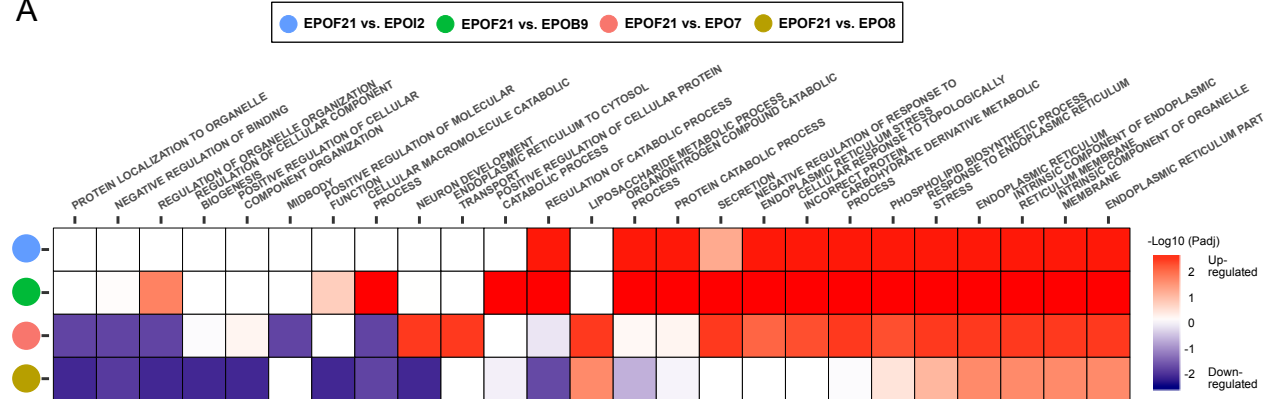 A
EPOF21 vs. EPOI2 EPOF21 vs. EPOB9 EPOF21 vs. EPO7 EPOF21 vs. EPO8
PROTEIN LOCALIZATION TO ORGANELLE
NEGATIVE REGULATION OF BINDING
REGULATION OF ORGANELLE ORGANIZATION
REGULATION OF CELLULAR COMPONENT
BIOGENESIS
POSITIVE REGULATION OF CELLULAR
COMPONENT ORGANIZATION
MIDBODY
POSITIVE REGULATION OF MOLECULAR
FUNCTION
CELLULAR MACROMOLECULE CATABOLIC
PROCESS
NEURON DEVELOPMENT
ENDOPLASMIC RETICULUM TO CYTOSOL
TRANSPORT
POSITIVE REGULATION OF CELLULAR PROTEIN
CATABOLIC PROCESS
REGULATION OF CATABOLIC PROCESS
LIPOSACCHARIDE METABOLIC PROCESS
ORGANONITROGEN COMPOUND CATABOLIC
PROCESS
PROTEIN CATABOLIC PROCESS
SECRETION
NEGATIVE REGULATION OF RESPONSE TO
ENDOPLASMIC RETICULUM STRESS
CELLULAR RESPONSE TO TOPOLOGICALLY
INCORRECT PROTEIN
CARBOHYDRATE DERIVATIVE METABOLIC
PROCESS
PHOSPHOLIPID BIOSYNTHETIC PROCESS
RESPONSE TO ENDOPLASMIC RETICULUM
STRESS
ENDOPLASMIC RETICULUM
INTRINSIC COMPONENT OF ENDOPLASMIC
RETICULUM MEMBRANE
INTRINSIC COMPONENT OF ORGANELLE
MEMBRANE
ENDOPLASMIC RETICULUM PART
-Log10 (Padj)
Up-
regulated
2
1
0
-1
-2
Down-
regulated